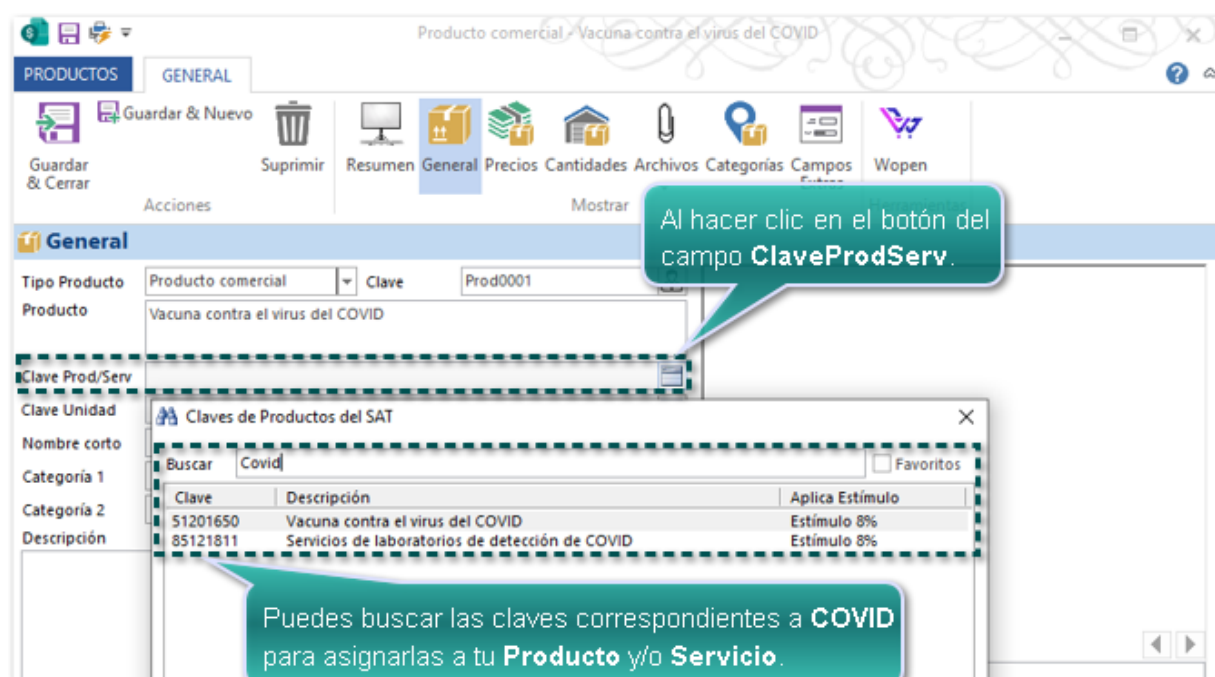 Producto comercial - Vacuna contra el virus del COVID
PRODUCTOS GENERAL
Guardar & Nuevo
Guardar
& Cerrar
Suprimir Resumen General Precios Cantidades Archivos Categorías Campos
Wopen
Acciones Mostrar
Al hacer clic en el botón del
campo ClaveProdServ.
General
Tipo Producto Producto comercial Clave Prod0001
Producto Vacuna contra el virus del COVID
Clave Prod/Serv
Clave Unidad
Nombre corto
Categoría 1
Categoría 2
Descripción
Claves de Productos del SAT
Buscar Covid Favoritos
Clave Descripción Aplica Estímulo
51201650 Vacuna contra el virus del COVID Estímulo 8%
85121811 Servicios de laboratorios de detección de COVID Estímulo 8%
Puedes buscar las claves correspondientes a COVID
para asignarlas a tu Producto y/o Servicio.